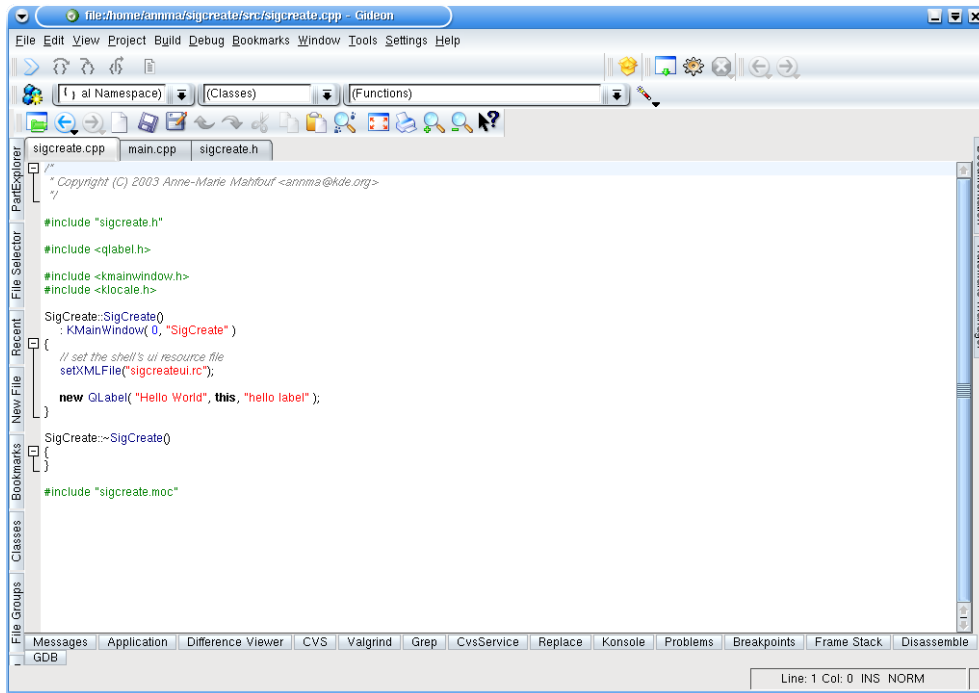 file:/home/annma/sigcreate/src/sigcreate.cpp - Gideon
File Edit View Project Build Debug Bookmarks Window Tools Settings Help
al Namespace) (Classes) (Functions)
sigcreate.cpp main.cpp sigcreate.h
PartExplorer
File Selector
Recent
New File
Bookmarks
Classes
File Groups
/*
* Copyright (C) 2003 Anne-Marie Mahfouf <annma@kde.org>
*/
#include "sigcreate.h"
#include <qlabel.h>
#include <kmainwindow.h>
#include <klocale.h>
SigCreate::SigCreate()
: KMainWindow( 0, "SigCreate" )
{
// set the shell's ui resource file
setXMLFile("sigcreateui.rc");
new QLabel( "Hello World", this, "hello label" );
}
SigCreate::~SigCreate()
{
}
#include "sigcreate.moc"
Messages Application Difference Viewer CVS Valgrind Grep CvsService Replace Konsole Problems Breakpoints Frame Stack Disassemble
GDB
Line: 1 Col: 0 INS NORM